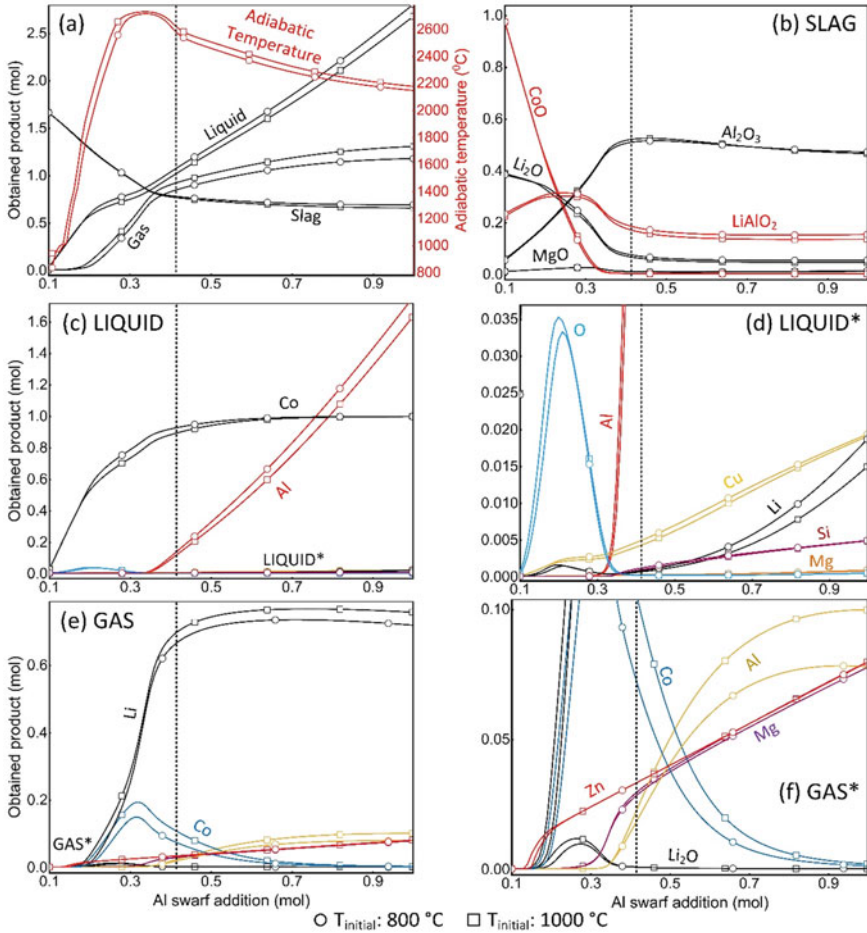 (a)
Adiabatic
Temperature
Liquid
Gas
Slag
Obtained product (mol)
2.5
2.0
1.5
1.0
0.5
0.0
0.1 0.3 0.5 0.7 0.9
2600
2400
2200
2000
1800
1600
1400
1200
1000
800
Adiabatic temperature (⁰C)
(b) SLAG
CoO
Li₂O
MgO
Al₂O₃
LiAlO₂
1.0
0.8
0.6
0.4
0.2
0.0
0.1 0.3 0.5 0.7 0.9
(c) LIQUID
Co
Al
LIQUID*
Obtained product (mol)
1.6
1.4
1.2
1.0
0.8
0.6
0.4
0.2
0.0
0.1 0.3 0.5 0.7 0.9
(d) LIQUID*
O
Al
Cu
Li
Si
Mg
0.035
0.030
0.025
0.020
0.015
0.010
0.005
0.000
0.1 0.3 0.5 0.7 0.9
(e) GAS
Li
Co
GAS*
Obtained product (mol)
0.6
0.4
0.2
0.0
0.1 0.3 0.5 0.7 0.9
Al swarf addition (mol)
Co
Al
Mg
Zn
(f) GAS*
Li₂O
0.10
0.05
0.00
0.1 0.3 0.5 0.7 0.9
Al swarf addition (mol)
○ Tinitial: 800 °C □ Tinitial: 1000 °C